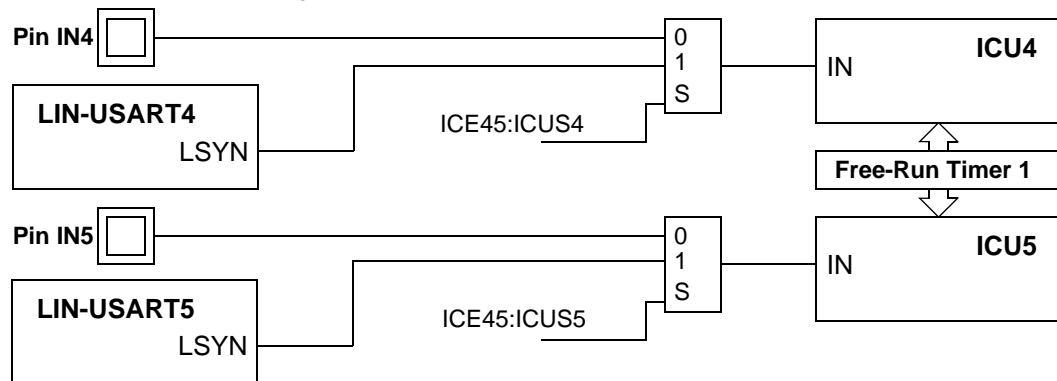 Pin IN4
0
ICU4
1
IN
S
LIN-USART4
ICE45:ICUS4
LSYN
Free-Run Timer 1
Pin IN5
0
ICU5
1
IN
S
LIN-USART5
ICE45:ICUS5
LSYN